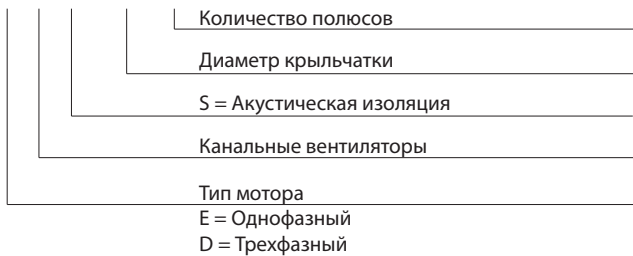 Количество полюсов
Диаметр крыльчатки
S = Акустическая изоляция
Канальные вентиляторы
Тип мотора
E = Однофазный
D = Трехфазный